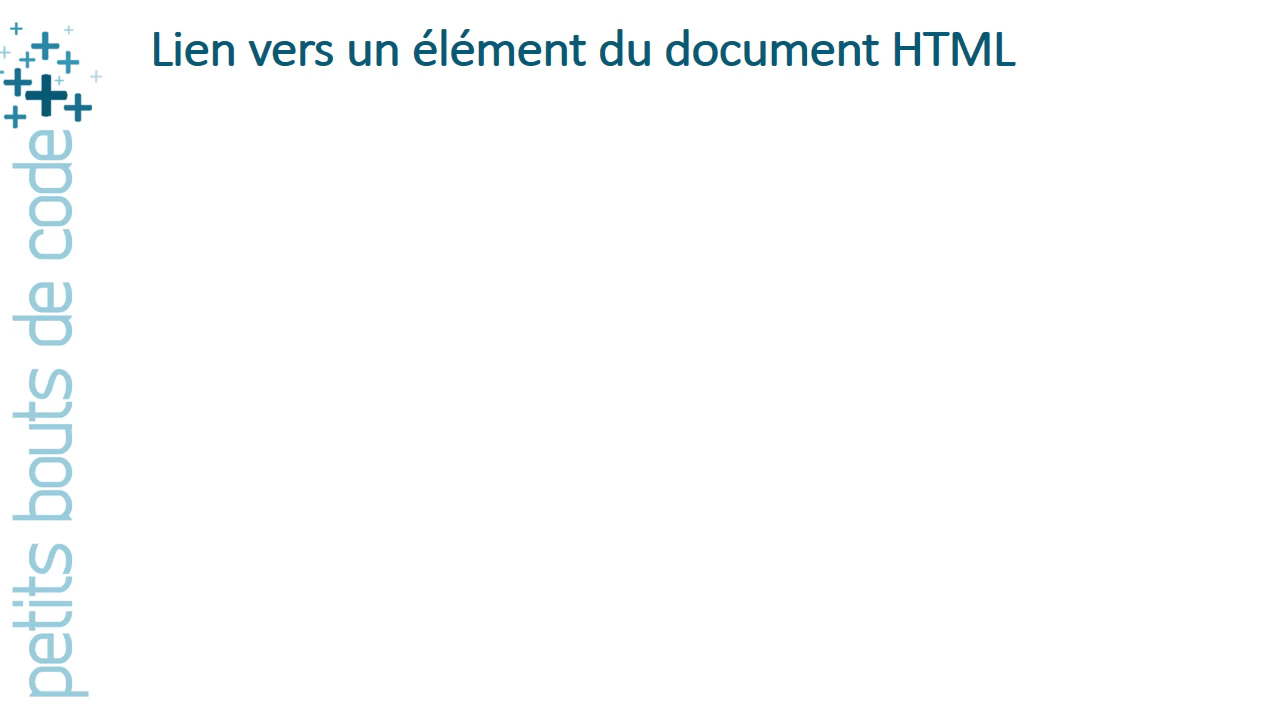 Lien vers un élément du document HTML
petits bouts de code